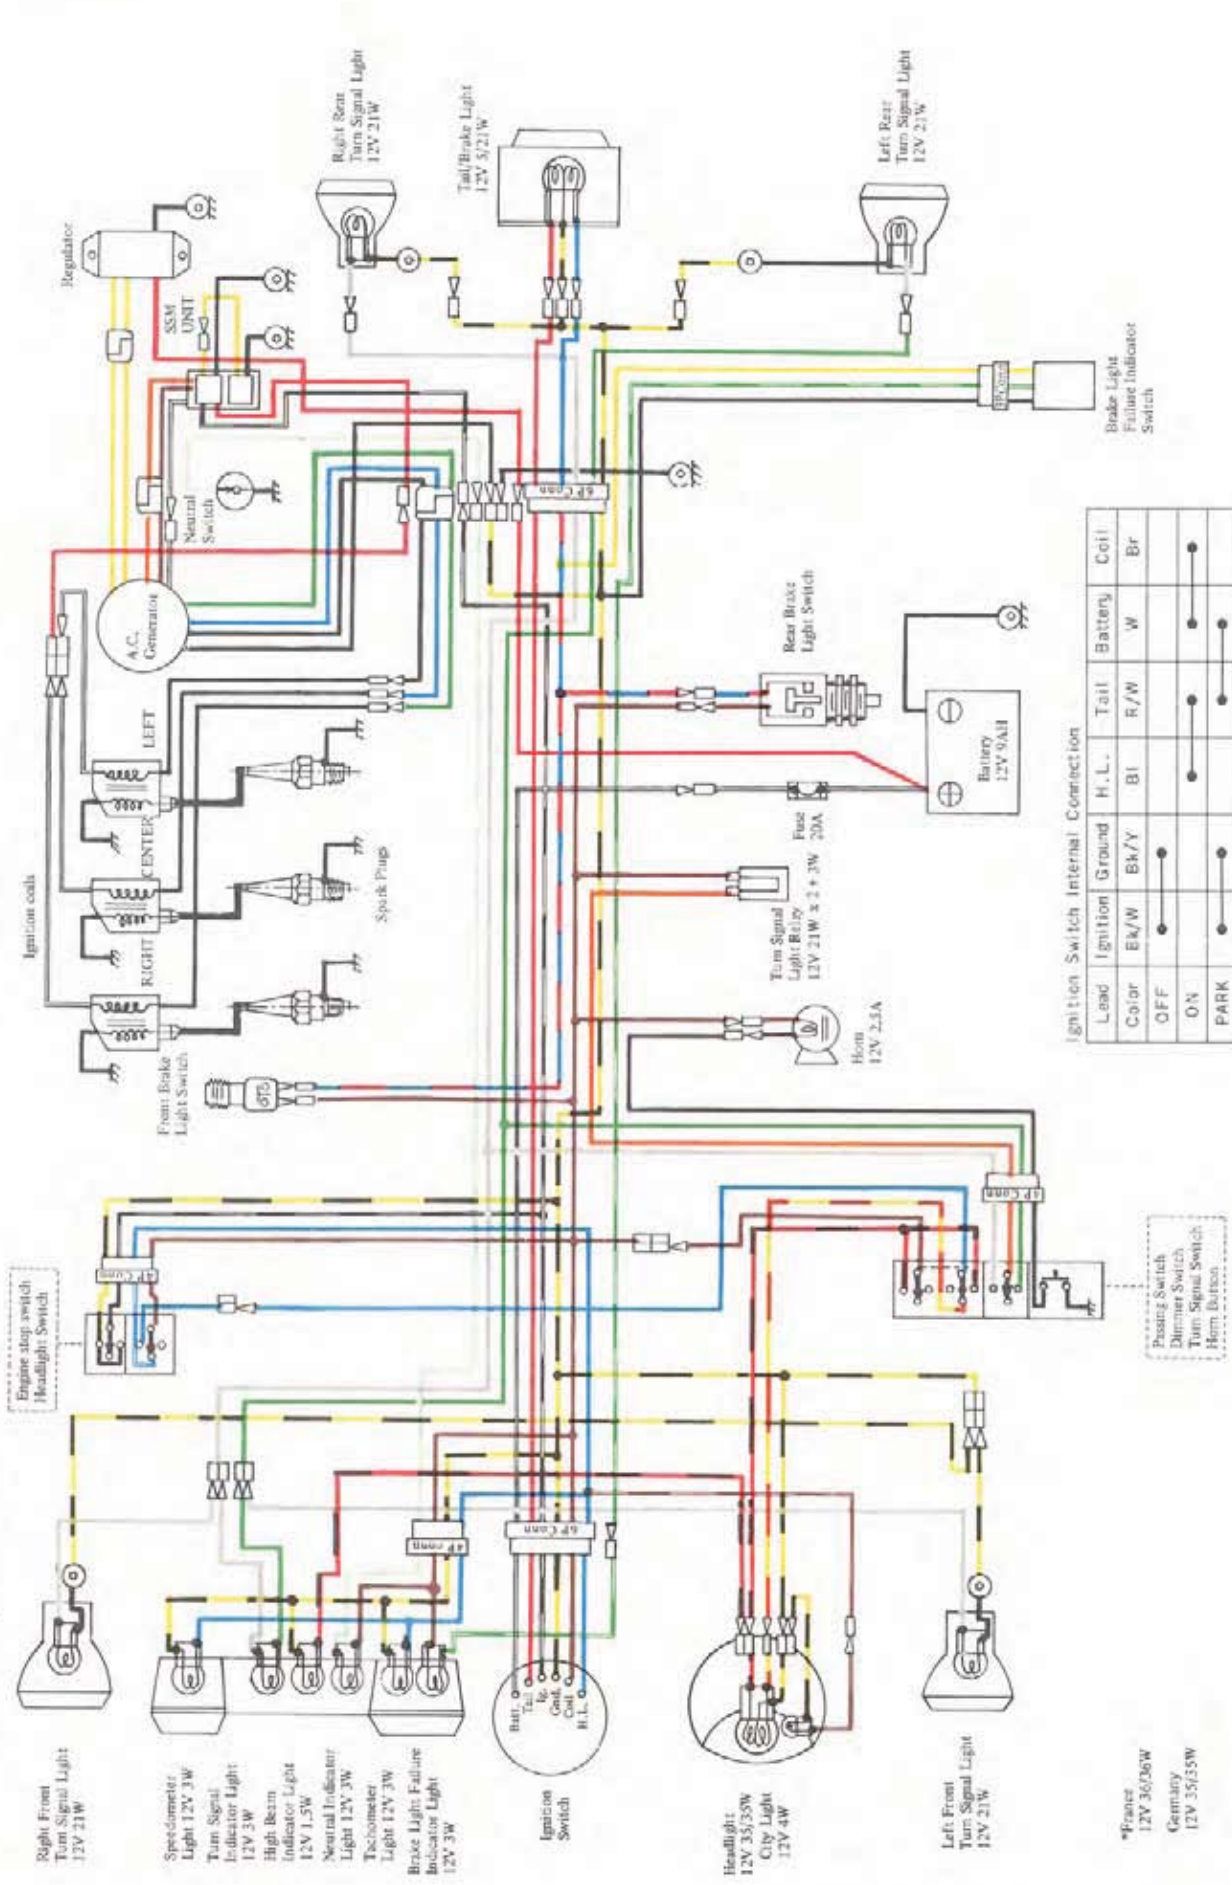 Right Rear
Turn Signal Light
12V 21W
Tail/Brake Light
12V 5/21W
Left Rear
Turn Signal Light
12V 21W
Regulator
SSM
UNIT
Neutral
Switch
A.C.
Generator
6P Conn
3P Conn
Brake Light
Failure Indicator
Switch
Ignition coils
LEFT
CENTER
RIGHT
Spark Plugs
Front Brake
Light Switch
Rear Brake
Light Switch
Battery
12V 9AH
Fuse
20A
Turn Signal
Light Relay
12V 21W x 2 + 3W
Horn
12V 2.5A
Engine stop switch
Headlight Switch
4P Conn
4P Conn
Passing Switch
Dimmer Switch
Turn Signal Switch
Horn Button
4P conn
6P Conn
Right Front
Turn Signal Light
12V 21W
Speedometer
Light 12V 3W
Turn Signal
Indicator Light
12V 3W
High Beam
Indicator Light
12V 1.5W
Neutral Indicator
Light 12V 3W
Tachometer
Light 12V 3W
Brake Light Failure
Indicator Light
12V 3W
Batt.
Tail
Ig.
Gnd.
Coil
H.L.
Ignition
Switch
Headlight
12V 35/35W
City Light
12V 4W
Left Front
Turn Signal Light
12V 21W
*France
12V 36/36W
Germany
12V 35/35W
Ignition Switch Internal Connection
Lead Ignition Ground H.L. Tail Battery Coil
Color Bk/W Bk/Y Bl R/W W Br
OFF
ON
PARK